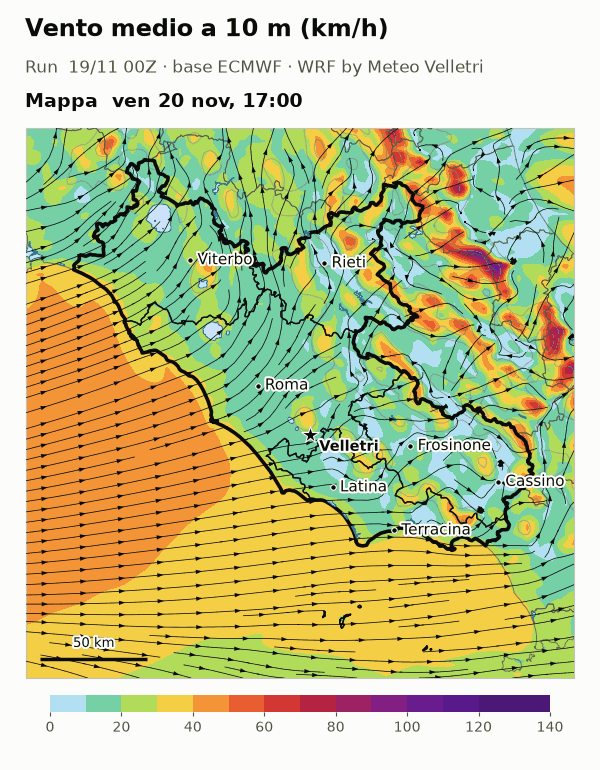 Vento medio a 10 m (km/h)
Run  19/11 00Z · base ECMWF · WRF by Meteo Velletri
Mappa  ven 20 nov, 17:00
Viterbo
Rieti
Roma
Velletri
Frosinone
Cassino
Latina
Terracina
50 km
0 20 40 60 80 100 120 140